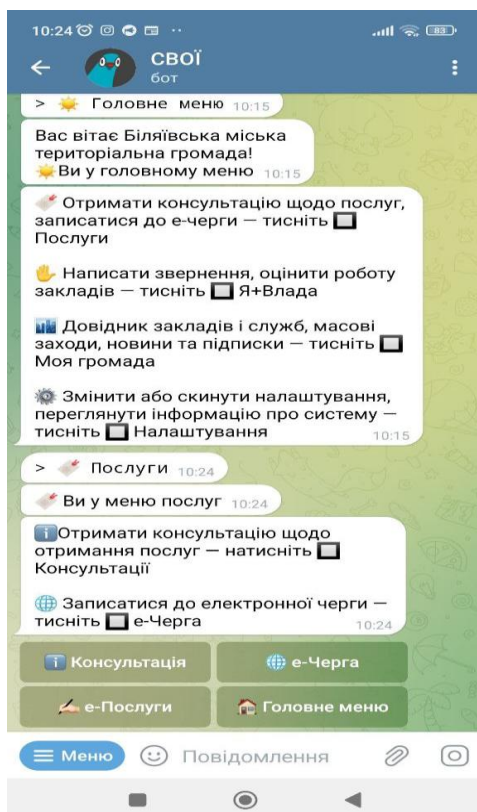 10:24
83
СВОЇ
бот
> Головне меню 10:15
Вас вітає Біляївська міська
територіальна громада!
Ви у головному меню 10:15
Отримати консультацію щодо послуг,
записатися до е-черги — тисніть
Послуги
Написати звернення, оцінити роботу
закладів — тисніть Я+Влада
Довідник закладів і служб, масові
заходи, новини та підписки — тисніть
Моя громада
Змінити або скинути налаштування,
переглянути інформацію про систему —
тисніть Налаштування 10:15
> Послуги 10:24
Ви у меню послуг 10:24
Отримати консультацію щодо
отримання послуг — натисніть
Консультації
Записатися до електронної черги —
тисніть е-Черга 10:24
Консультація
е-Черга
е-Послуги
Головне меню
Меню
Повідомлення